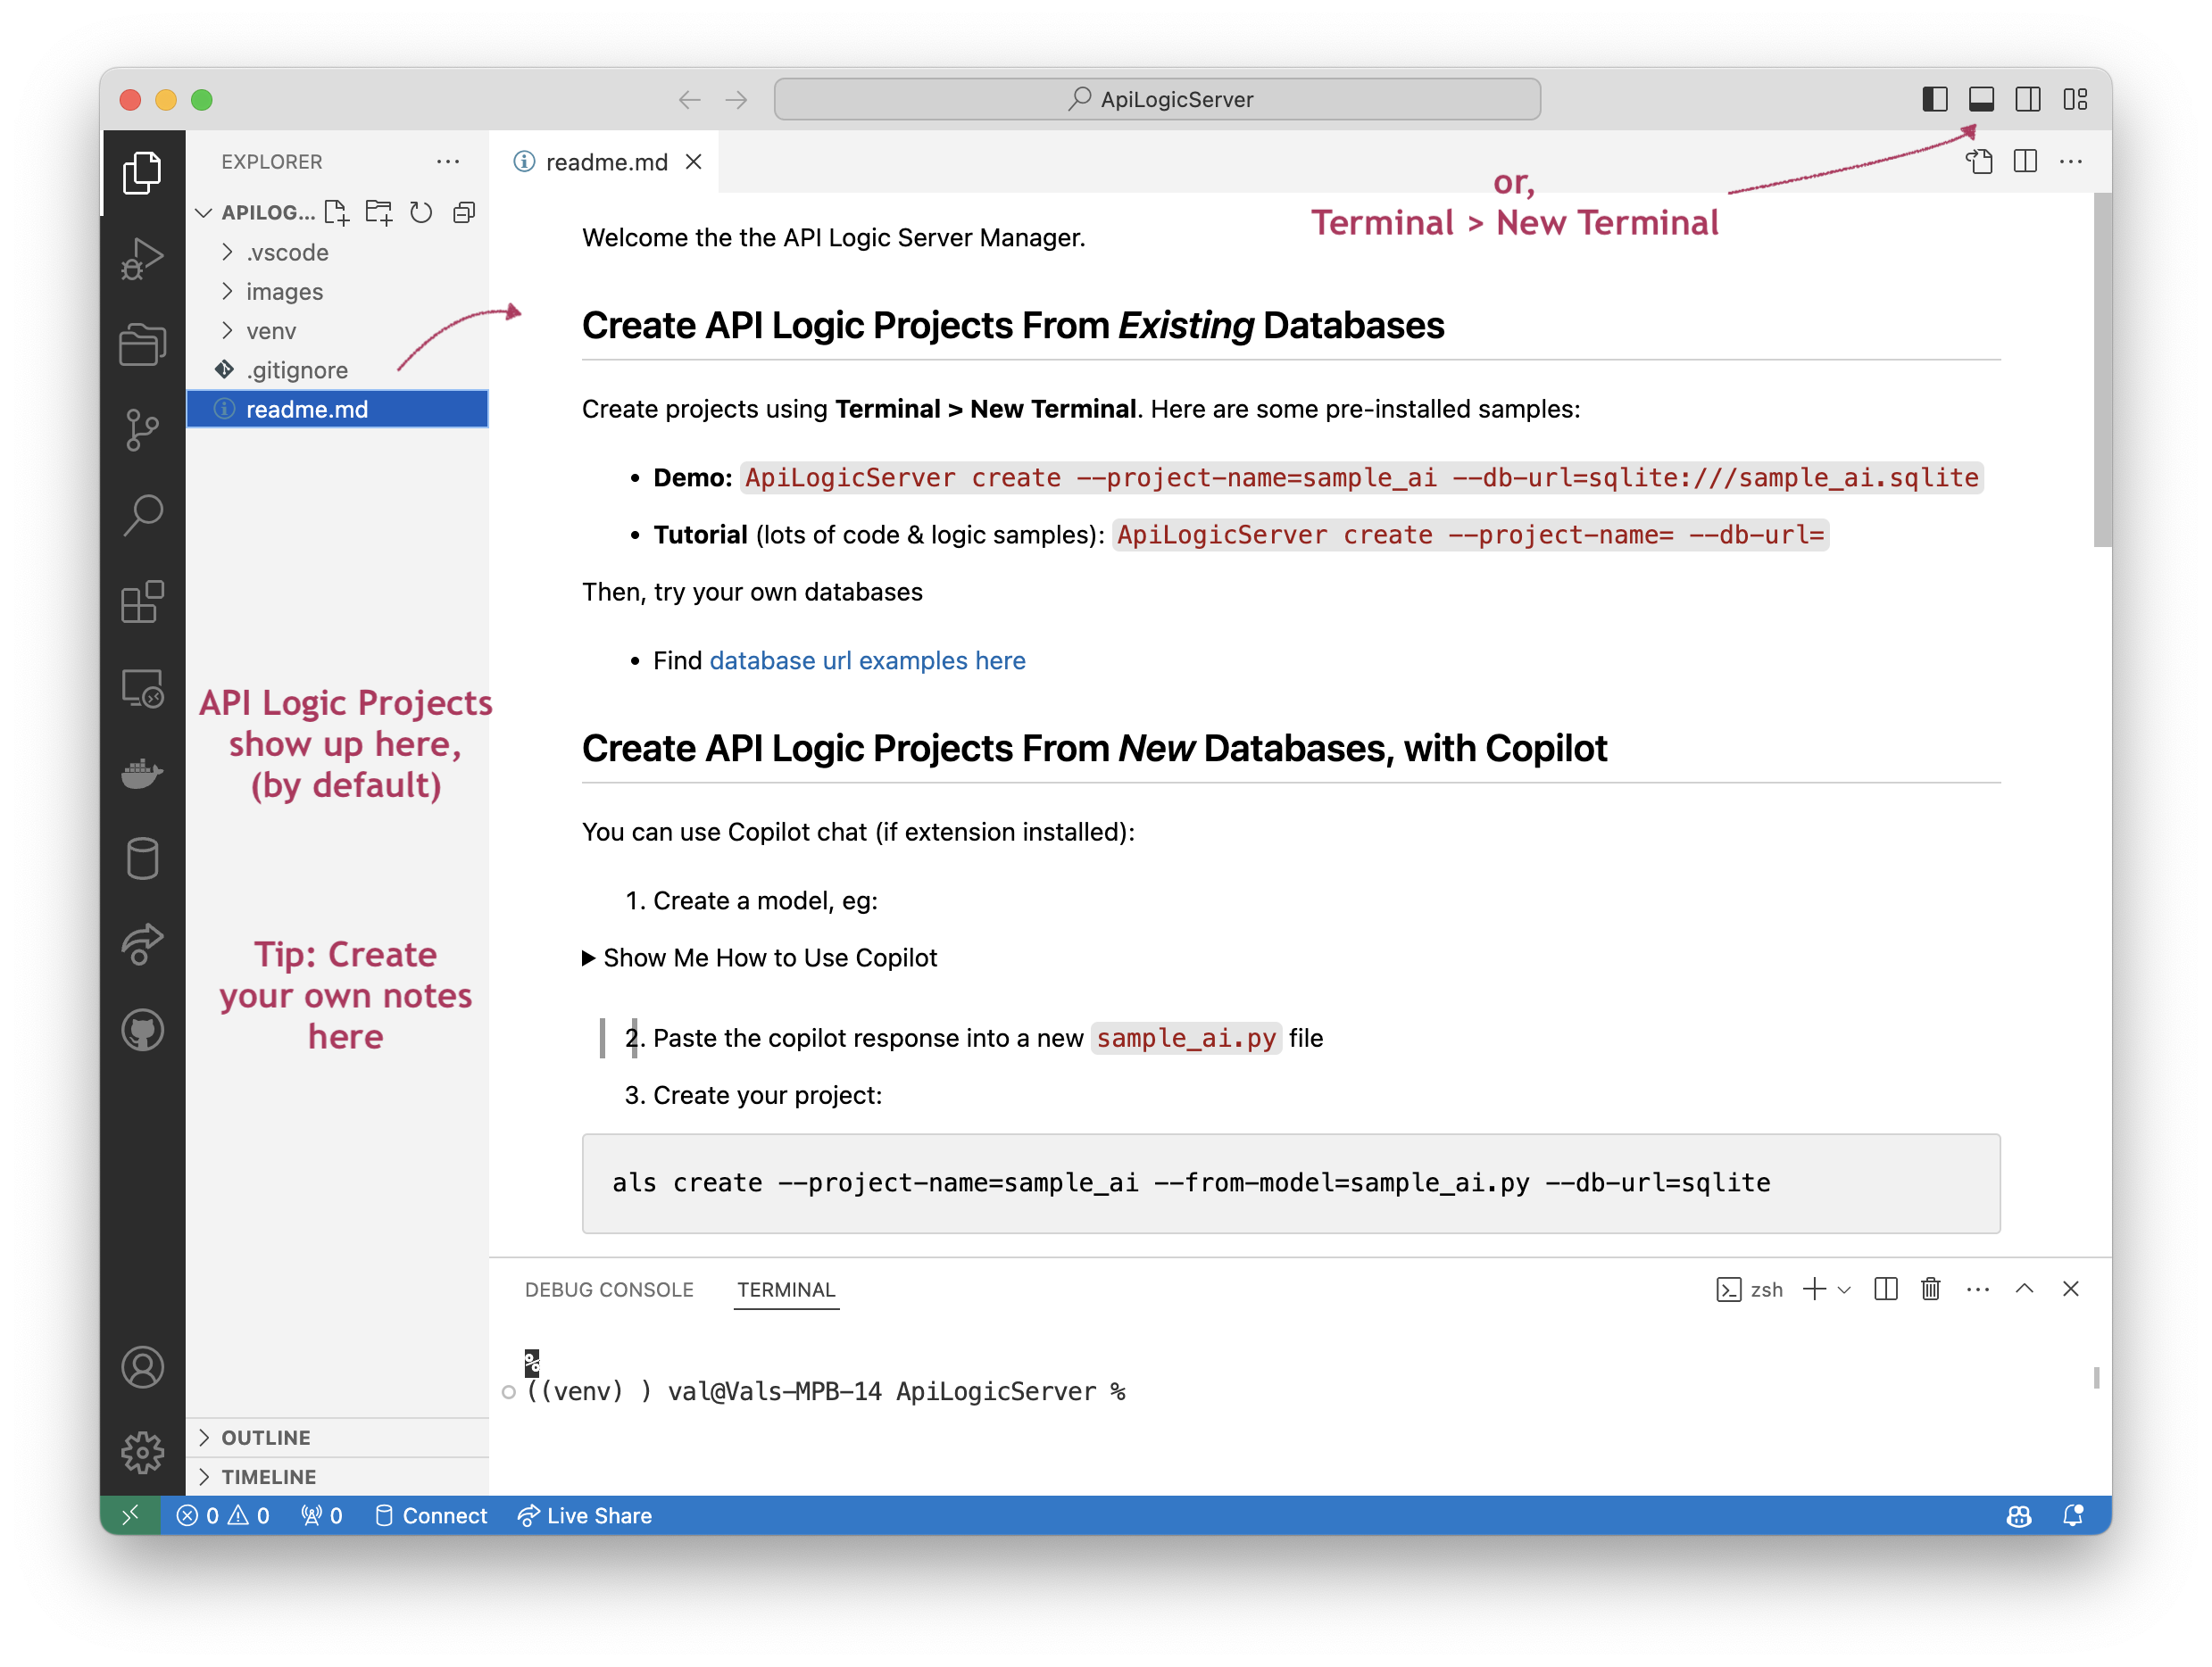 ApiLogicServer
EXPLORER
readme.md
or,
Terminal > New Terminal
APILOG...
.vscode
images
venv
.gitignore
readme.md
API Logic Projects
show up here,
(by default)
Tip: Create
your own notes
here
OUTLINE
TIMELINE
Welcome the the API Logic Server Manager.
Create API Logic Projects From Existing Databases
Create projects using Terminal > New Terminal. Here are some pre-installed samples:
• Demo: ApiLogicServer create --project-name=sample_ai --db-url=sqlite:///sample_ai.sqlite
• Tutorial (lots of code & logic samples): ApiLogicServer create --project-name= --db-url=
Then, try your own databases
• Find database url examples here
Create API Logic Projects From New Databases, with Copilot
You can use Copilot chat (if extension installed):
1. Create a model, eg:
Show Me How to Use Copilot
2. Paste the copilot response into a new sample_ai.py file
3. Create your project:
als create --project-name=sample_ai --from-model=sample_ai.py --db-url=sqlite
DEBUG CONSOLE TERMINAL zsh
%
((venv) ) val@Vals-MPB-14 ApiLogicServer %
0 0 0 Connect Live Share